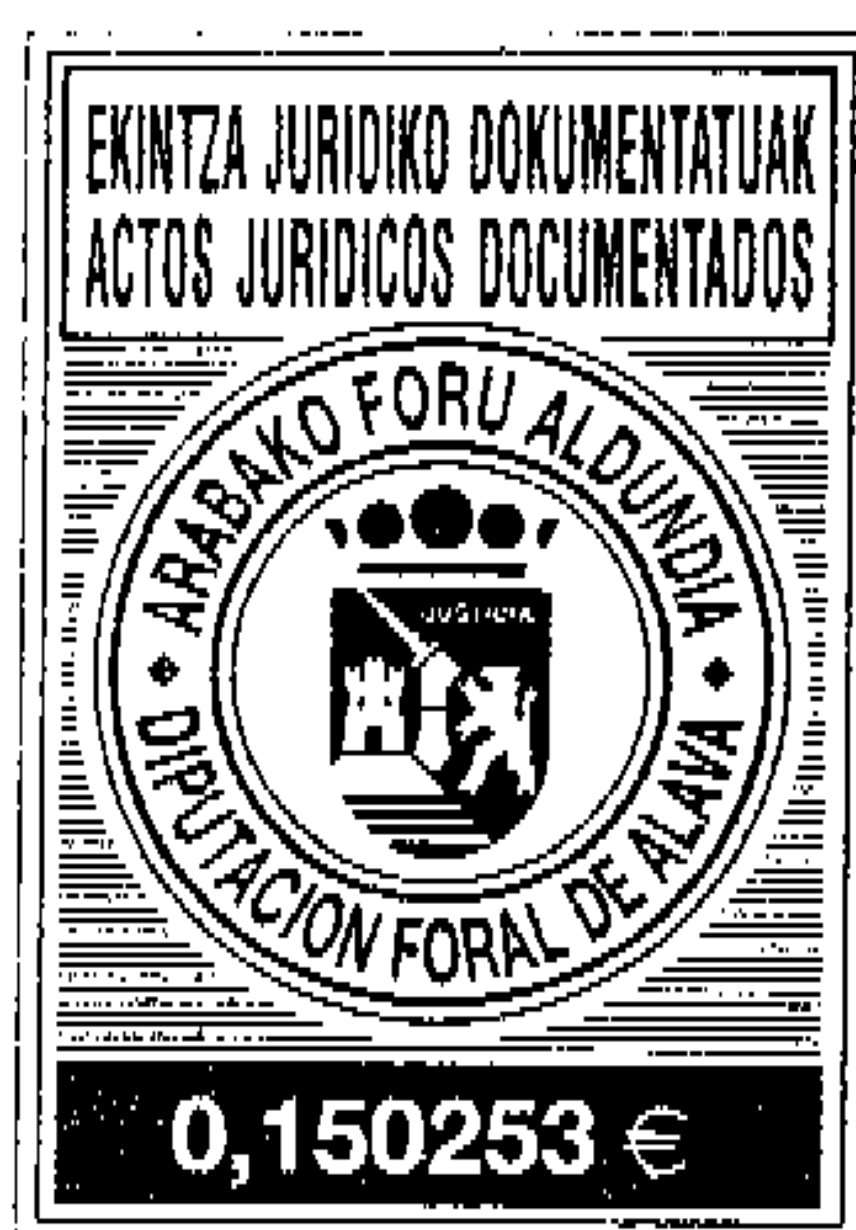 EKINTZA JURIDIKO DOKUMENTATUAK
ACTOS JURIDICOS DOCUMENTADOS
ARABAKO FORU ALDUNDIA
JUSTICIA
DIPUTACION FORAL DE ALAVA
0,150253 €